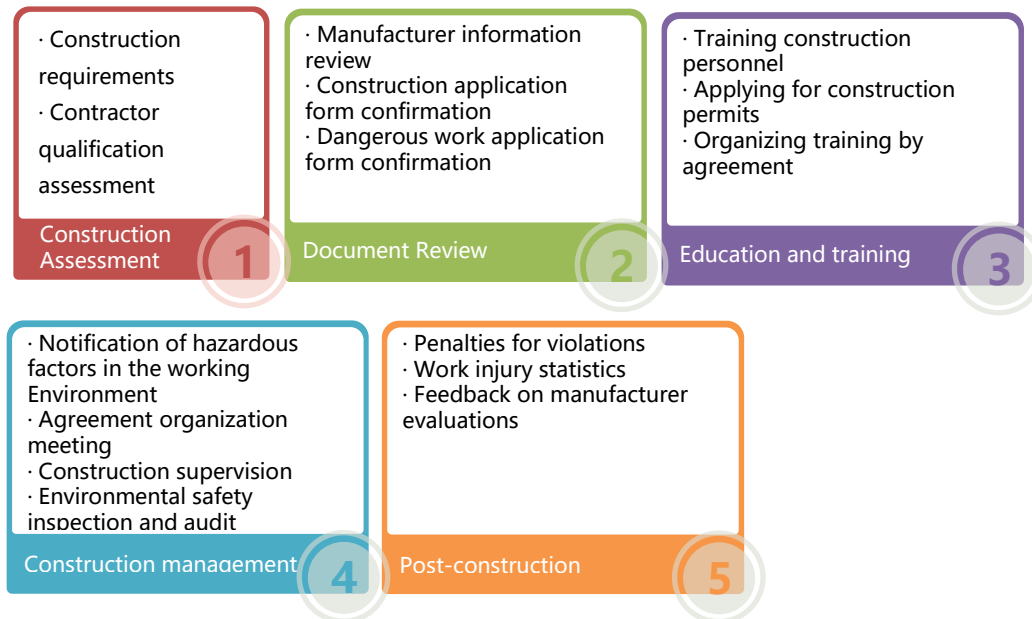 · Construction
requirements
· Contractor
qualification
assessment
Construction
Assessment
1
· Manufacturer information
review
· Construction application
form confirmation
· Dangerous work application
form confirmation
Document Review
2
· Training construction
personnel
· Applying for construction
permits
· Organizing training by
agreement
Education and training
3
· Notification of hazardous
factors in the working
Environment
· Agreement organization
meeting
· Construction supervision
· Environmental safety
inspection and audit
Construction management
4
· Penalties for violations
· Work injury statistics
· Feedback on manufacturer
evaluations
Post-construction
5